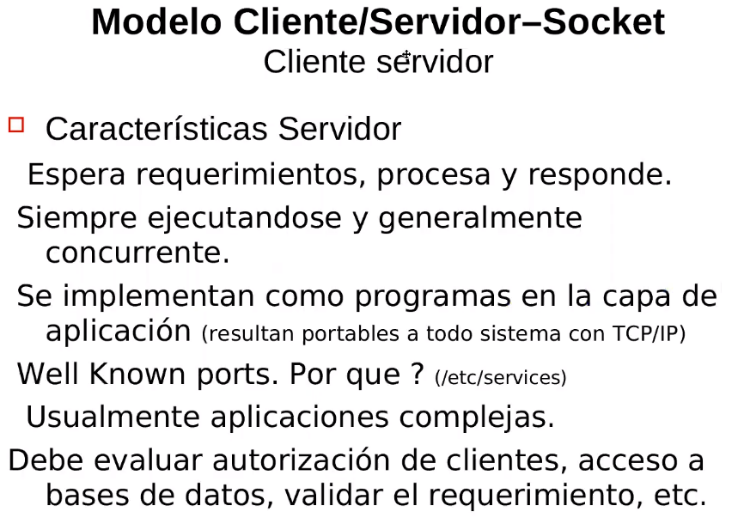 Modelo Cliente/Servidor–Socket
Cliente servidor
Características Servidor
Espera requerimientos, procesa y responde.
Siempre ejecutandose y generalmente
concurrente.
Se implementan como programas en la capa de
aplicación (resultan portables a todo sistema con TCP/IP)
Well Known ports. Por que ? (/etc/services)
Usualmente aplicaciones complejas.
Debe evaluar autorización de clientes, acceso a
bases de datos, validar el requerimiento, etc.